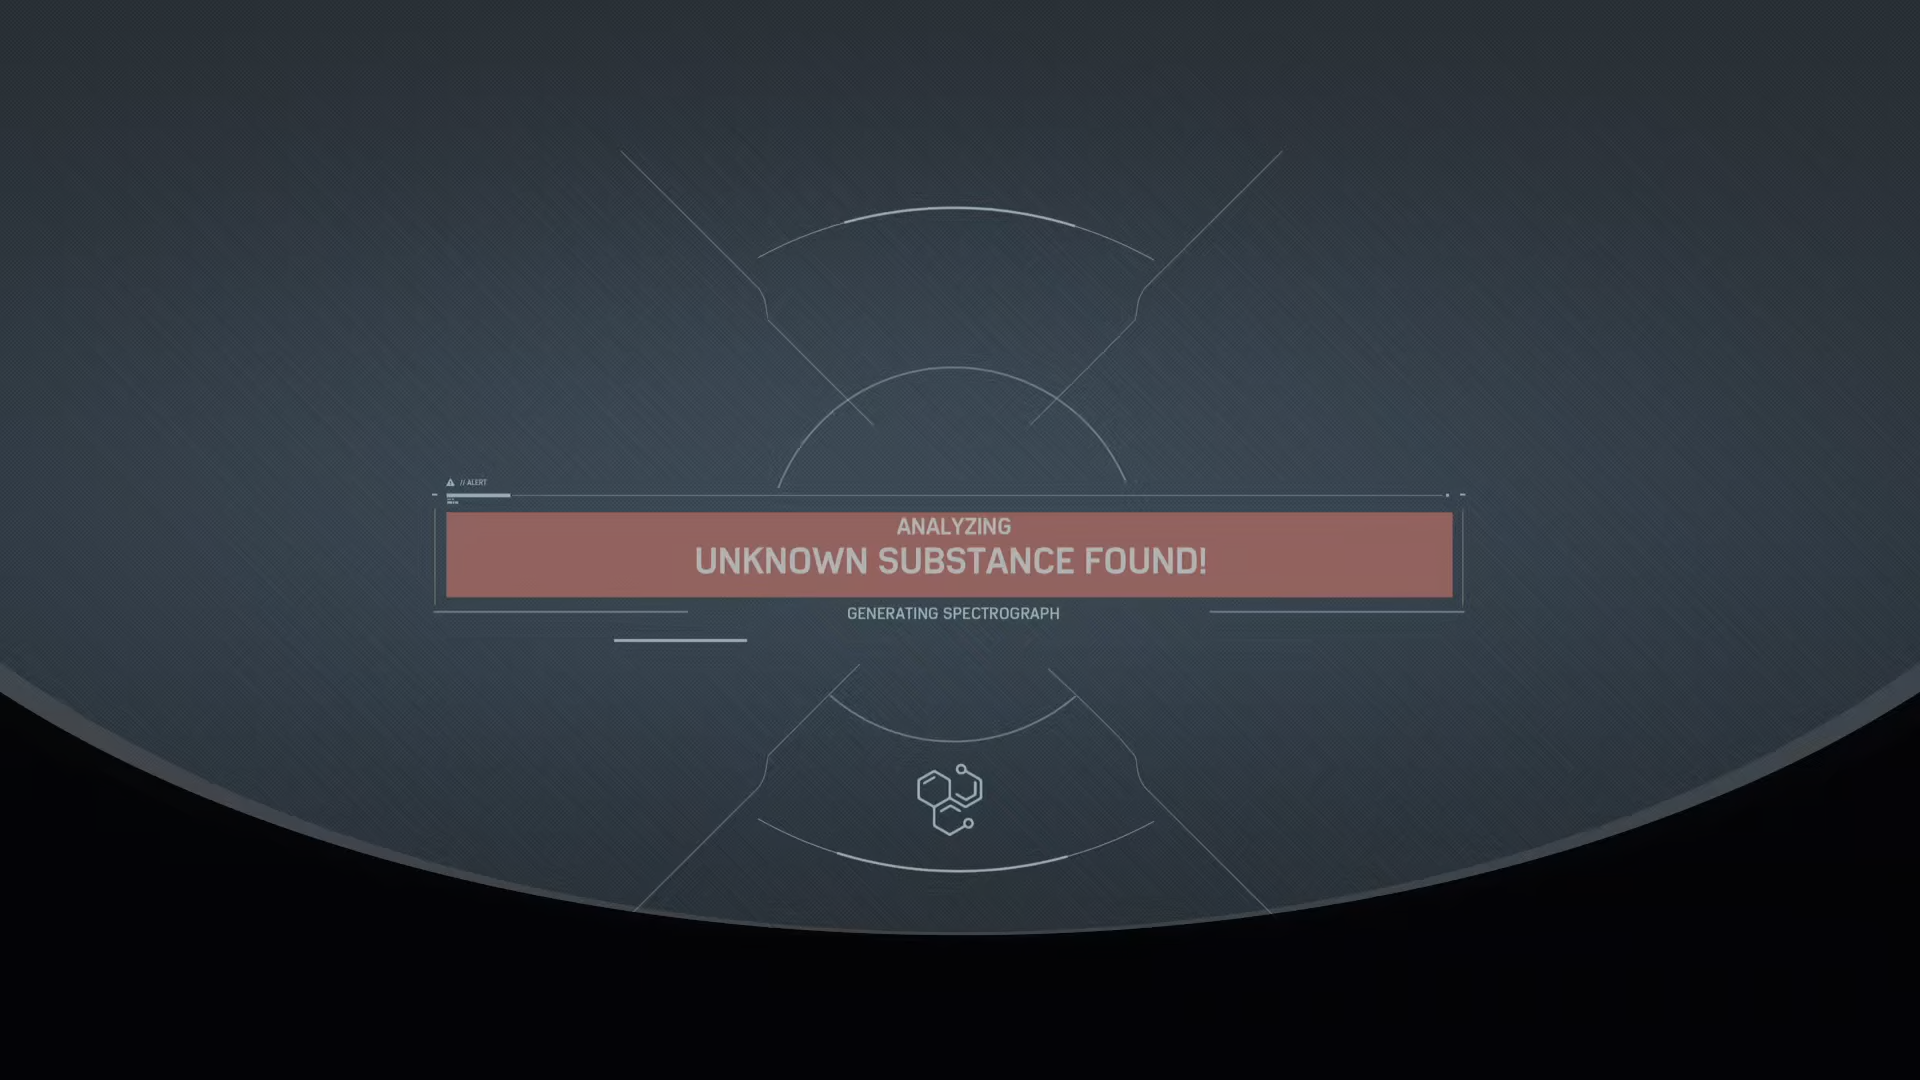 // ALERT
ANALYZING
UNKNOWN SUBSTANCE FOUND!
GENERATING SPECTROGRAPH